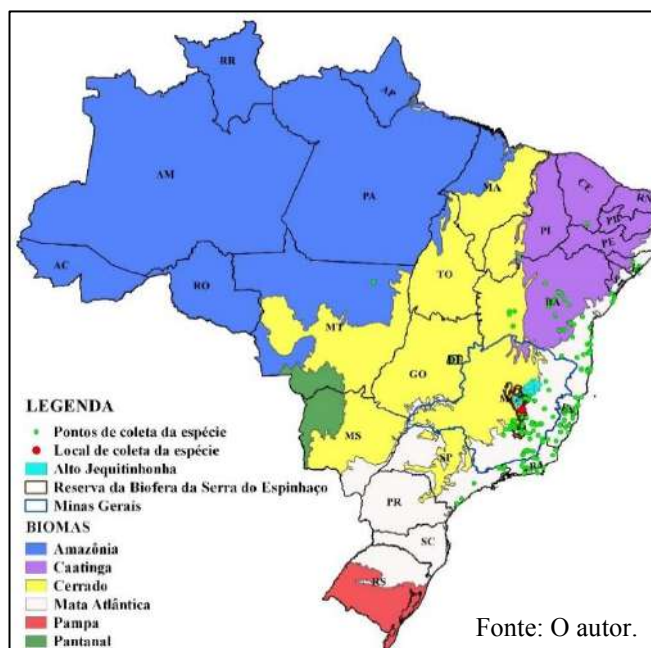 RR
AP
AM
PA
MA
CE
RN
PI
PB
PE
AC
TO
RO
BA
MT
DF
GO
MS
SP
RJ
PR
SC
RS
LEGENDA
Pontos de coleta da espécie
Local de coleta da espécie
Alto Jequitinhonha
Reserva da Biofera da Serra do Espinhaço
Minas Gerais
BIOMAS
Amazônia
Caatinga
Cerrado
Mata Atlântica
Pampa
Pantanal
Fonte: O autor.